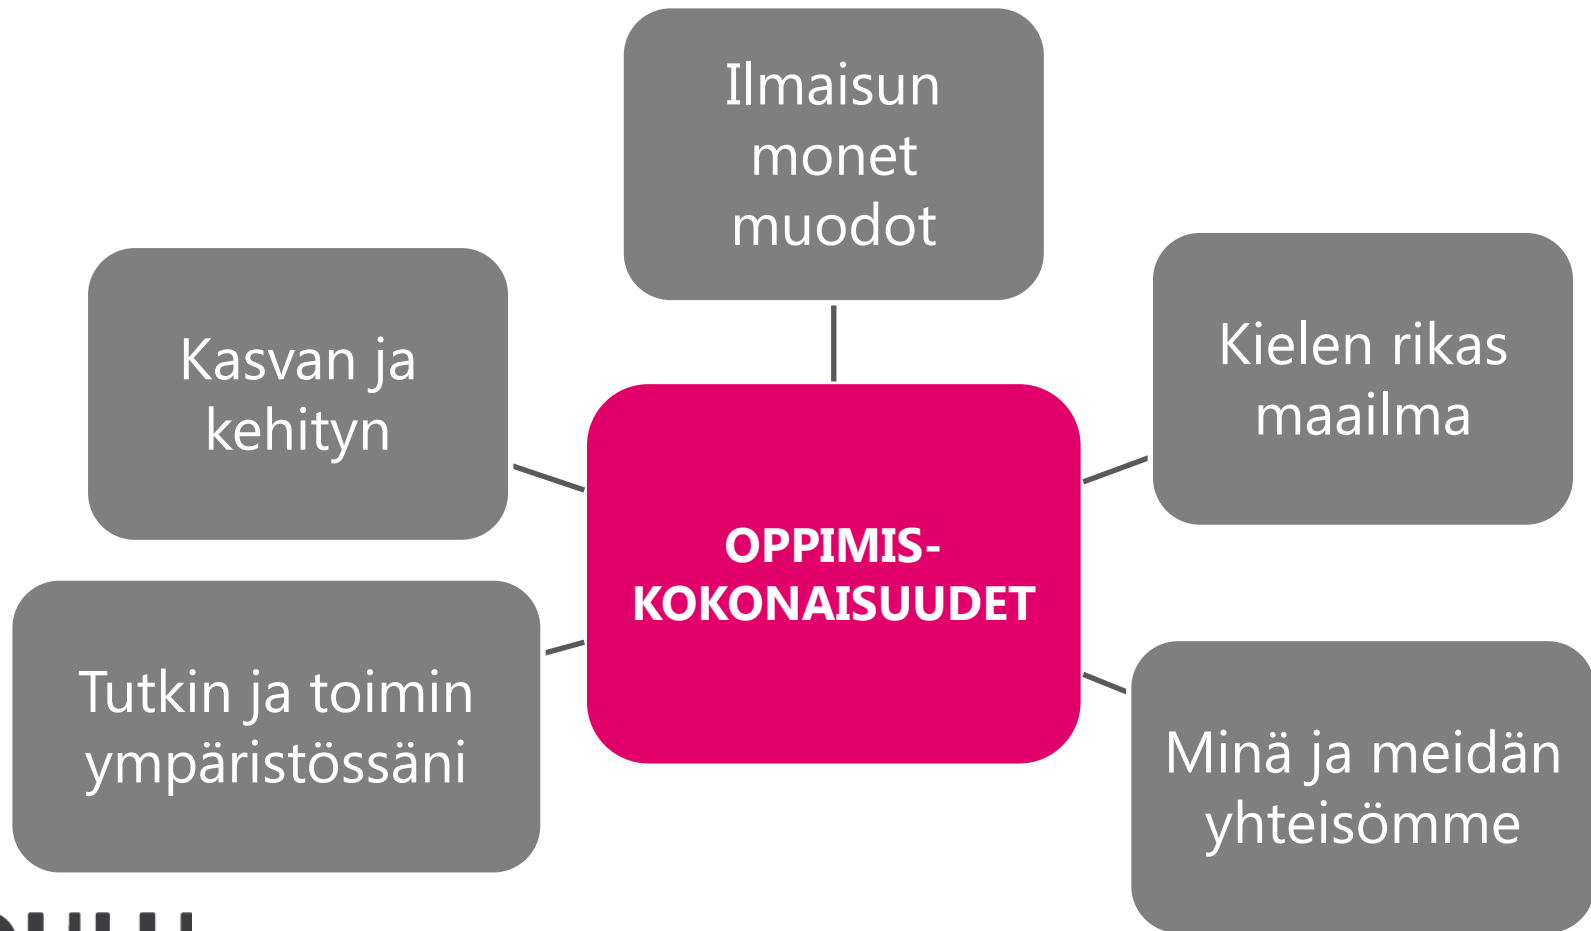 Ilmaisun
monet
muodot
Kasvan ja
kehityn
Kielen rikas
maailma
OPPIMIS-
KOKONAISUUDET
Tutkin ja toimin
ympäristössäni
Minä ja meidän
yhteisömme